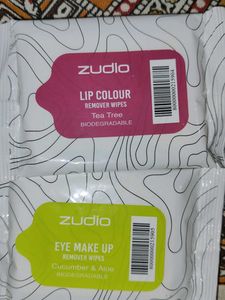 zudio
LIP COLOUR
REMOVER WIPES
Tea Tree
BIODEGRADABLE
zudio
EYE MAKE UP
REMOVER WIPES
Cucumber & Aloe
BIODEGRADABLE